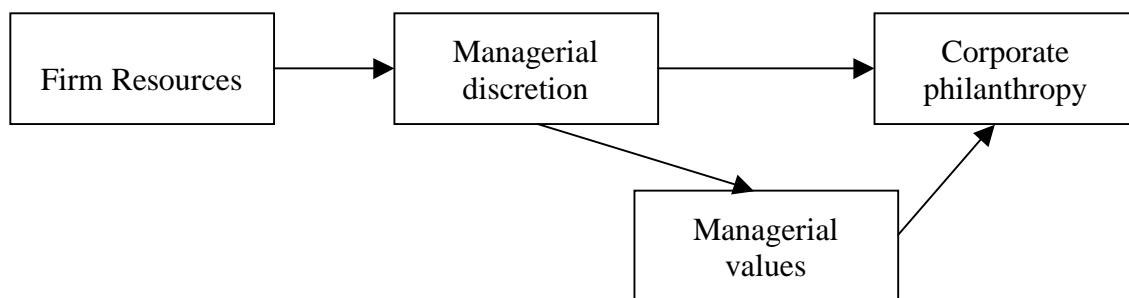 Firm Resources
Managerial
discretion
Corporate
philanthropy
Managerial
values